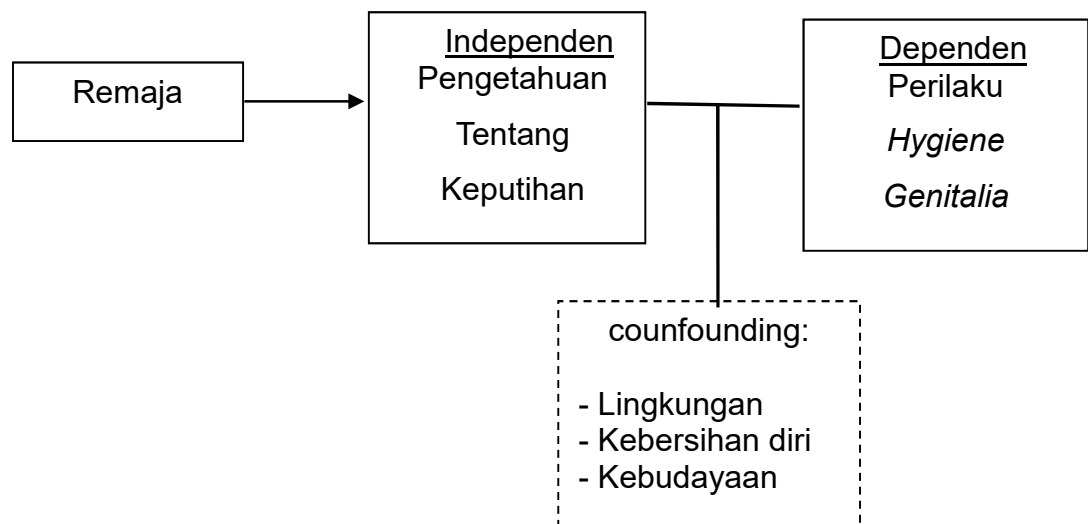 Remaja
Independen
Pengetahuan
Tentang
Keputihan
Dependen
Perilaku
Hygiene
Genitalia
counfounding:
- Lingkungan
- Kebersihan diri
- Kebudayaan